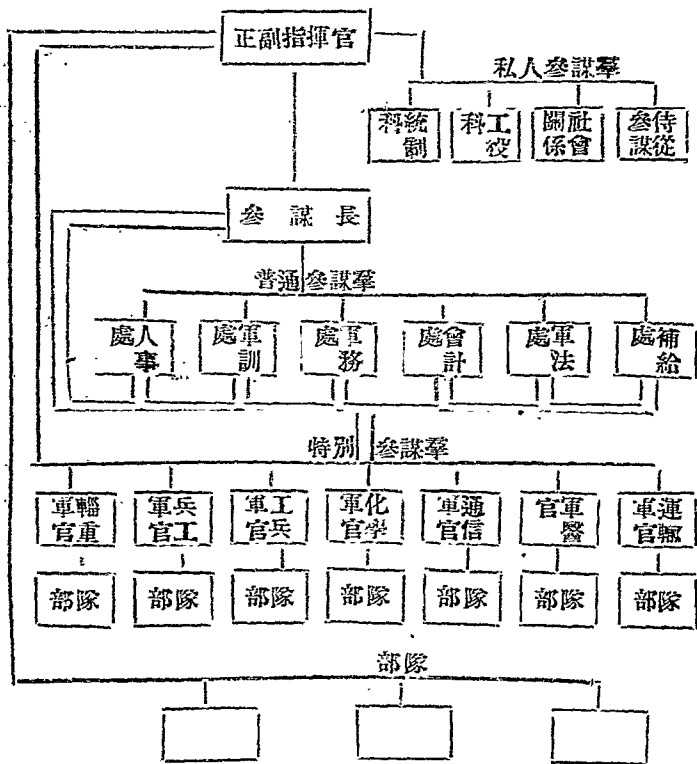 正副指揮官
私人參謀羣
統制科
工役科
社會關係
侍從參謀
參謀長
普通參謀羣
人事處
軍訓處
軍務處
會計處
軍法處
補給處
特別參謀羣
輜重軍官
兵工軍官
工兵軍官
化學軍官
通信軍官
軍醫官
運輸軍官
部隊
部隊
部隊
部隊
部隊
部隊
部隊
部隊